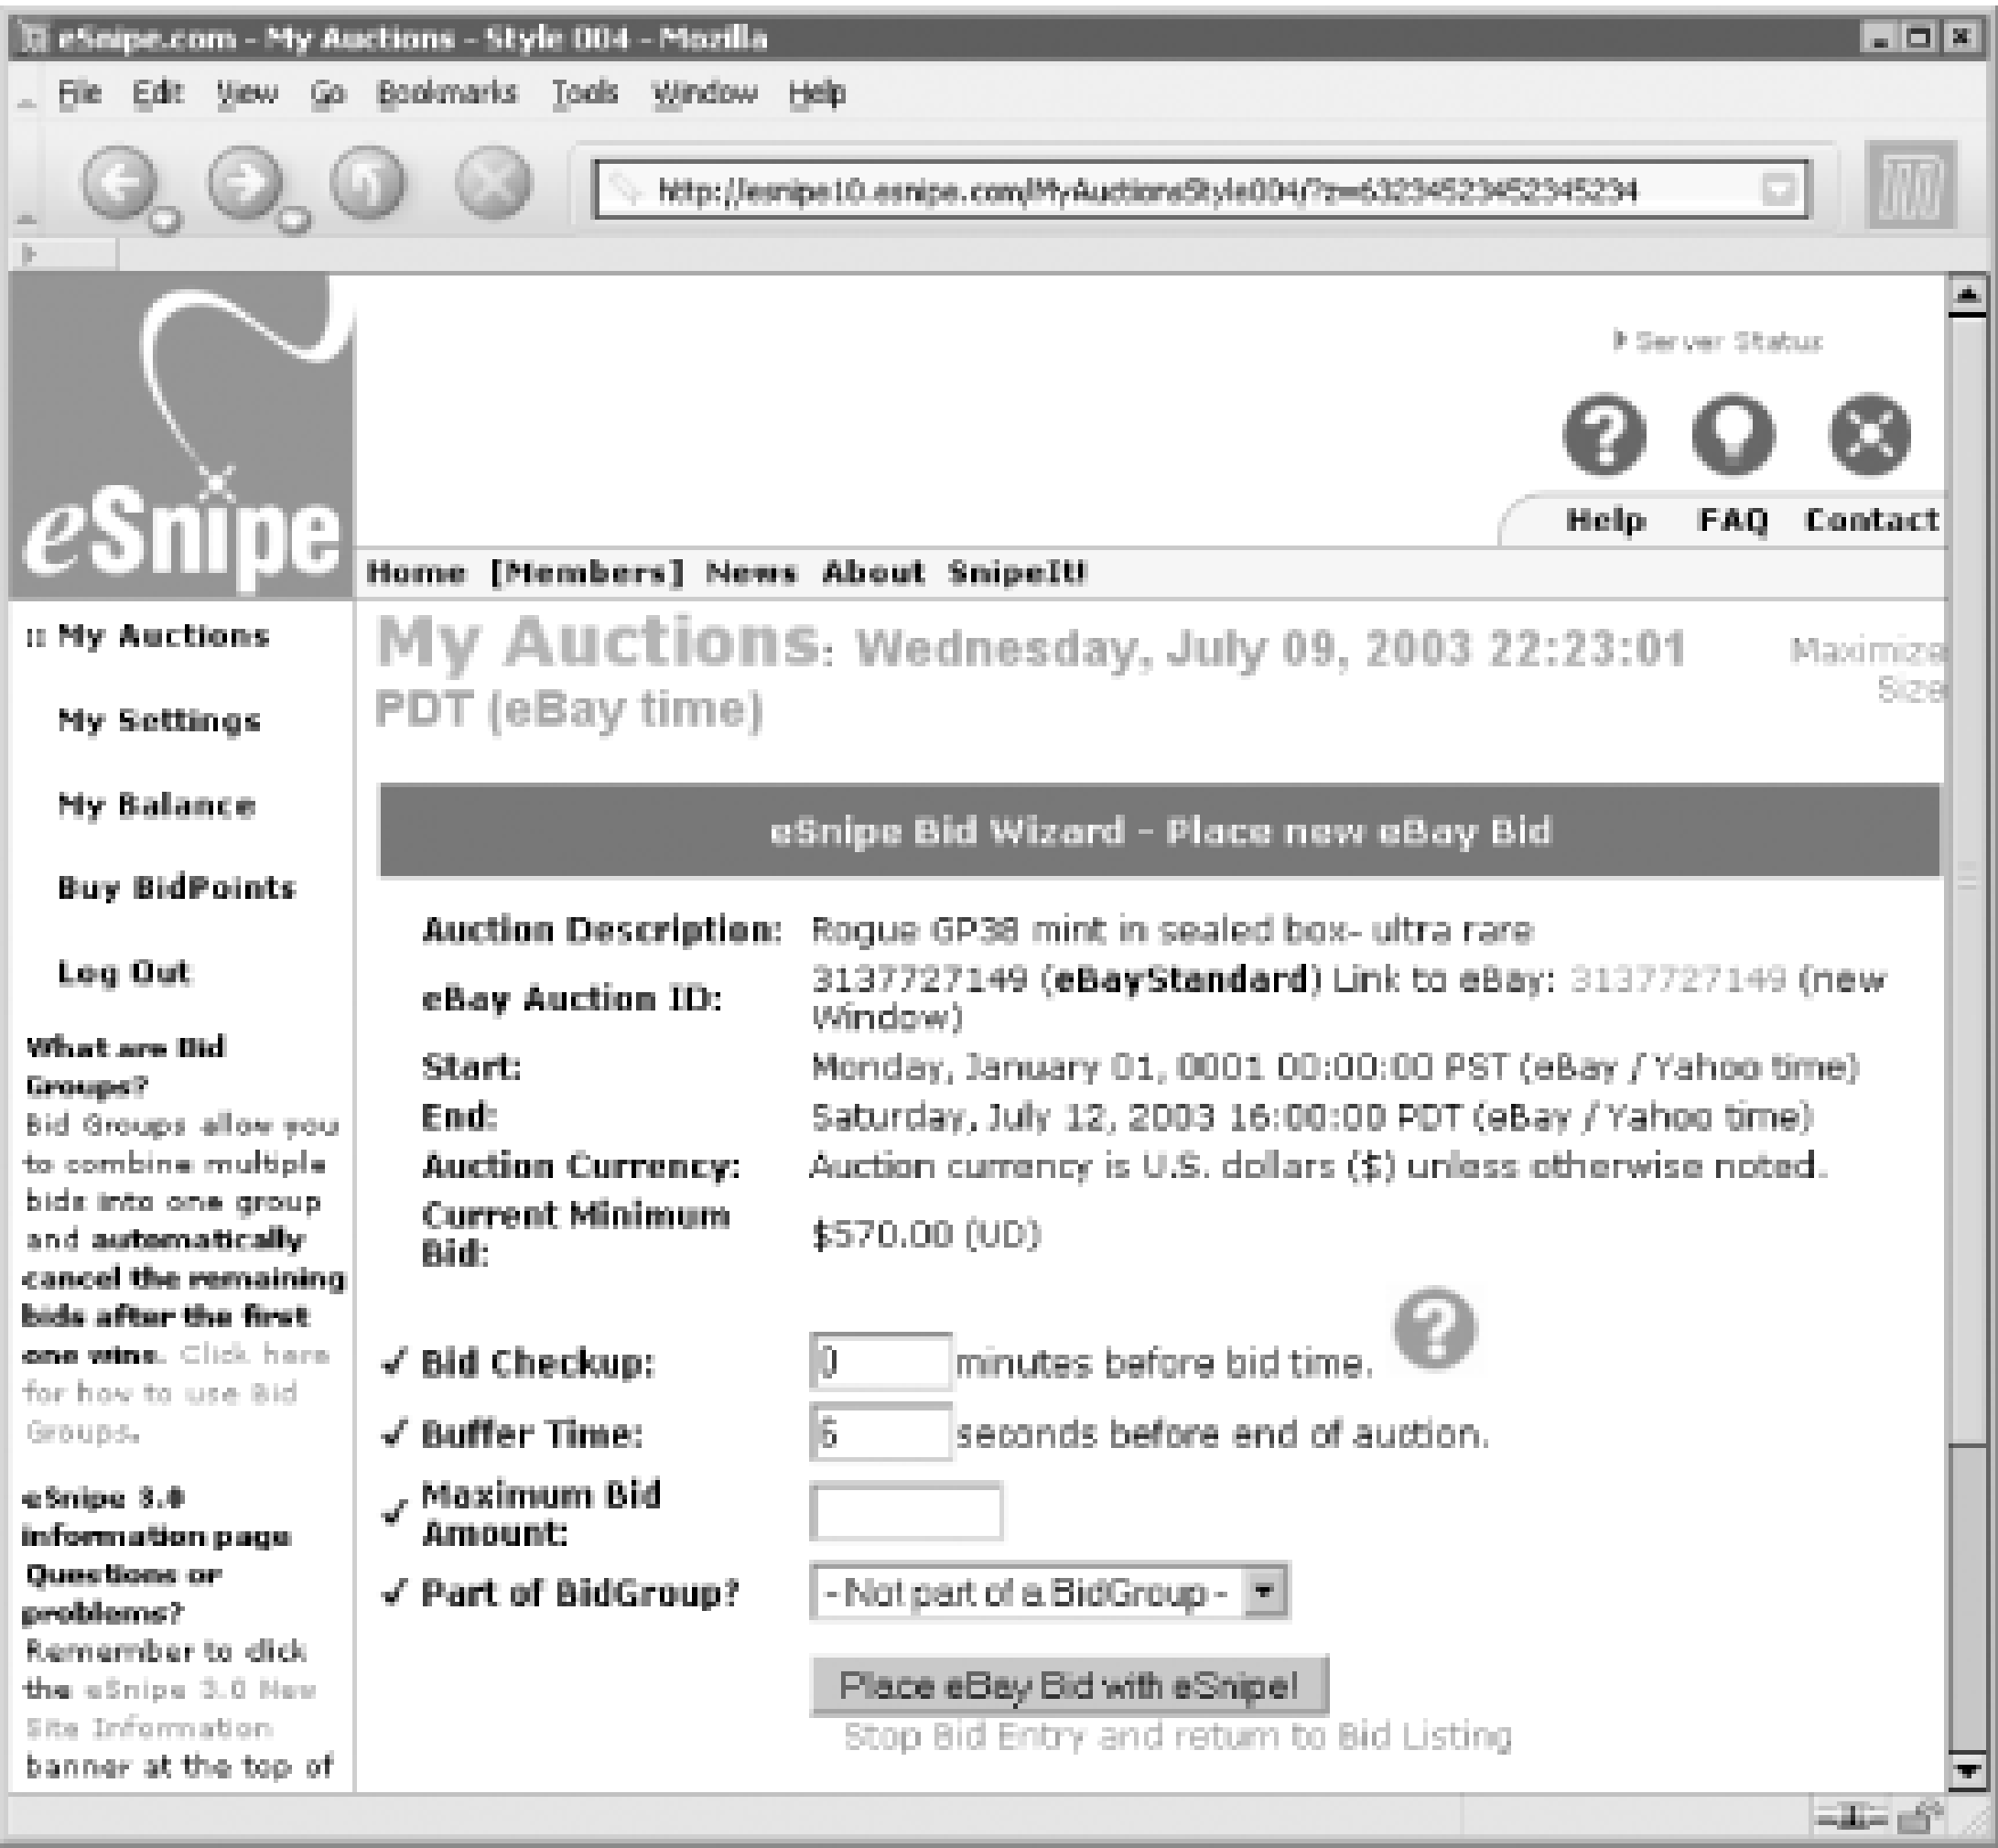 eSnipe.com - My Auctions - Style 004 - Mozilla
File Edit View Go Bookmarks Tools Window Help
http://esnipe10.esnipe.com/MyAuctionsStyle004/?z=632345234523452345234
Server Status
eSnipe
Help FAQ Contact
Home [Members] News About SnipeIt!
:: My Auctions
My Settings
My Balance
Buy BidPoints
Log Out
What are Bid
Groups?
Bid Groups allow you
to combine multiple
bids into one group
and automatically
cancel the remaining
bids after the first
one wins. Click here
for how to use Bid
Groups.
eSnipe 3.0
information page
Questions or
problems?
Remember to click
the eSnipe 3.0 New
Site Information
banner at the top of
My Auctions: Wednesday, July 09, 2003 22:23:01
PDT (eBay time)
Maximize
Size
eSnipe Bid Wizard - Place new eBay Bid
Auction Description: Rogue GP38 mint in sealed box- ultra rare
eBay Auction ID: 3137727149 (eBayStandard) Link to eBay: 3137727149 (new
Window)
Start: Monday, January 01, 0001 00:00:00 PST (eBay / Yahoo time)
End: Saturday, July 12, 2003 16:00:00 PDT (eBay / Yahoo time)
Auction Currency: Auction currency is U.S. dollars ($) unless otherwise noted.
Current Minimum
Bid: $570.00 (UD)
✓ Bid Checkup: 0 minutes before bid time. ?
✓ Buffer Time: 6 seconds before end of auction.
✓ Maximum Bid
Amount:
✓ Part of BidGroup? - Not part of a BidGroup -
Place eBay Bid with eSnipe!
Stop Bid Entry and return to Bid Listing